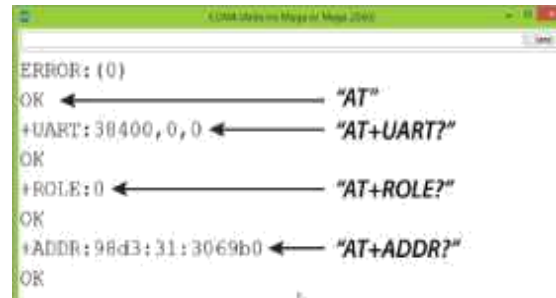 ERROR:(0)
OK "AT"
+UART:38400,0,0 "AT+UART?"
OK
+ROLE:0 "AT+ROLE?"
OK
+ADDR:98d3:31:3069b0 "AT+ADDR?"
OK